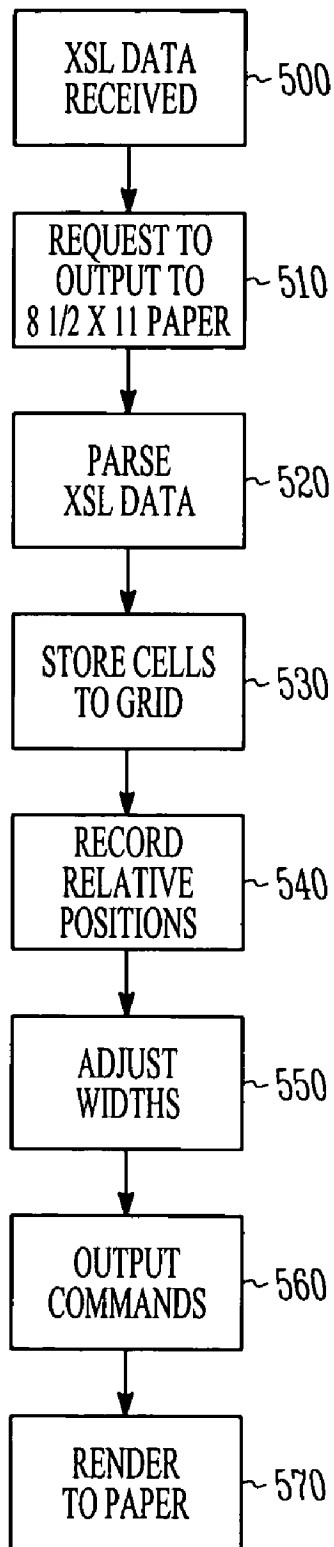 XSL DATA
RECEIVED
500
REQUEST TO
OUTPUT TO
8 1/2 X 11 PAPER
510
PARSE
XSL DATA
520
STORE CELLS
TO GRID
530
RECORD
RELATIVE
POSITIONS
540
ADJUST
WIDTHS
550
OUTPUT
COMMANDS
560
RENDER
TO PAPER
570